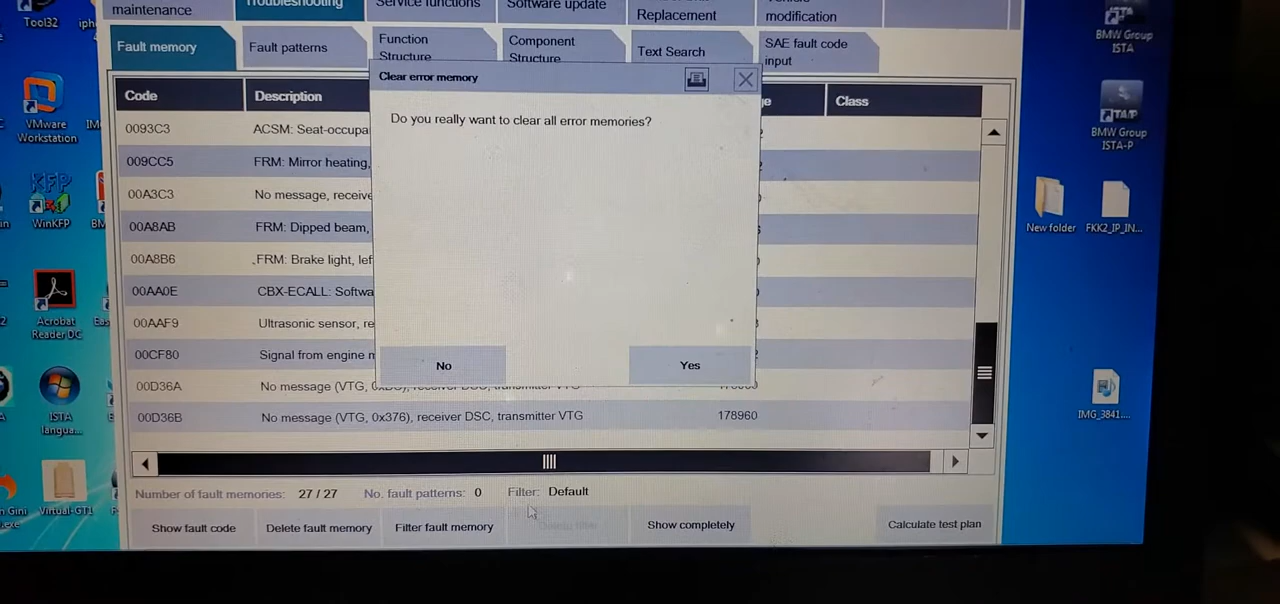 Tool32
maintenance
Troubleshooting
Service functions
Software update
Replacement
modification
Fault memory
Fault patterns
Function
Structure
Component
Structure
Text Search
SAE fault code
input
BMW Group
ISTA
Clear error memory
Code
Description
Class
Do you really want to clear all error memories?
0093C3 ACSM: Seat-occupa
009CC5 FRM: Mirror heating,
00A3C3 No message, receive
00A8AB FRM: Dipped beam,
00A8B6 FRM: Brake light, lef
00AA0E CBX-ECALL: Softwa
00AAF9 Ultrasonic sensor, re
00CF80 Signal from engine
No
Yes
00D36A No message (VTG, receiver DSC, transmitter VTG
00D36B No message (VTG, 0x376), receiver DSC, transmitter VTG 178960
Number of fault memories: 27 / 27 No. fault patterns: 0 Filter: Default
Show fault code
Delete fault memory
Filter fault memory
Show completely
Calculate test plan
VMware
Workstation
WinKFP
Acrobat
Reader DC
ISTA
langua...
Virtual-GT1
BMW Group
ISTA-P
New folder
FKK2_IP_IN...
IMG_3841....